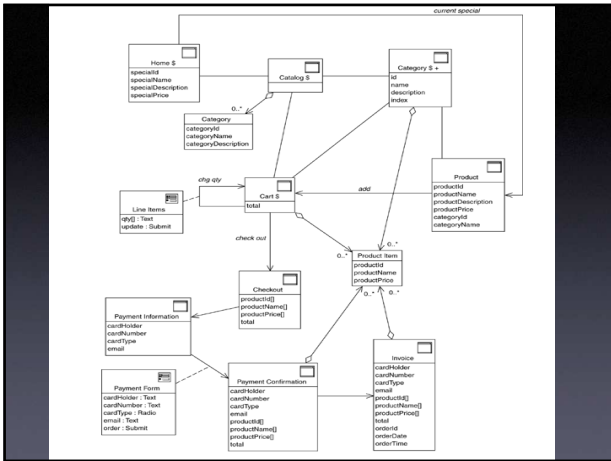 current special
Home $
specialId
specialName
specialDescription
specialPrice
Catalog $
Category $ +
id
name
description
index
0..*
Category
categoryId
categoryName
categoryDescription
Product
productId
productName
productDescription
productPrice
categoryId
categoryName
chg qty
Cart $
total
add
Line Items
qty[] : Text
update : Submit
check out
0..*
0..*
Product Item
productId
productName
productPrice
0..*
0..*
Checkout
productId[]
productName[]
productPrice[]
total
Payment Information
cardHolder
cardNumber
cardType
email
Payment Form
cardHolder : Text
cardNumber : Text
cardType : Radio
email : Text
order : Submit
Payment Confirmation
cardHolder
cardNumber
cardType
email
productId[]
productName[]
productPrice[]
total
Invoice
cardHolder
cardNumber
cardType
email
productId[]
productName[]
productPrice[]
total
orderId
orderDate
orderTime